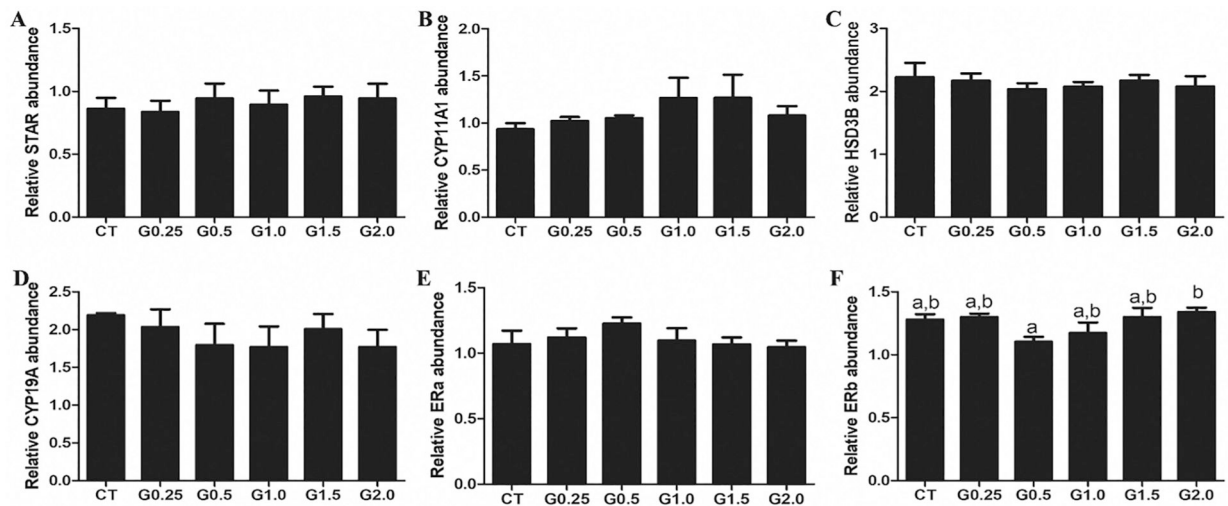 A
Relative STAR abundance
1.5
1.0
0.5
0.0
CT G0.25 G0.5 G1.0 G1.5 G2.0
B
Relative CYP11A1 abundance
2.0
1.5
1.0
0.5
0.0
CT G0.25 G0.5 G1.0 G1.5 G2.0
C
Relative HSD3B abundance
3
2
1
0
CT G0.25 G0.5 G1.0 G1.5 G2.0
D
Relative CYP19A abundance
2.5
2.0
1.5
1.0
0.5
0.0
CT G0.25 G0.5 G1.0 G1.5 G2.0
E
Relative ERa abundance
1.5
1.0
0.5
0.0
CT G0.25 G0.5 G1.0 G1.5 G2.0
F
Relative ERb abundance
1.5
1.0
0.5
0.0
a,b a,b a a,b a,b b
CT G0.25 G0.5 G1.0 G1.5 G2.0